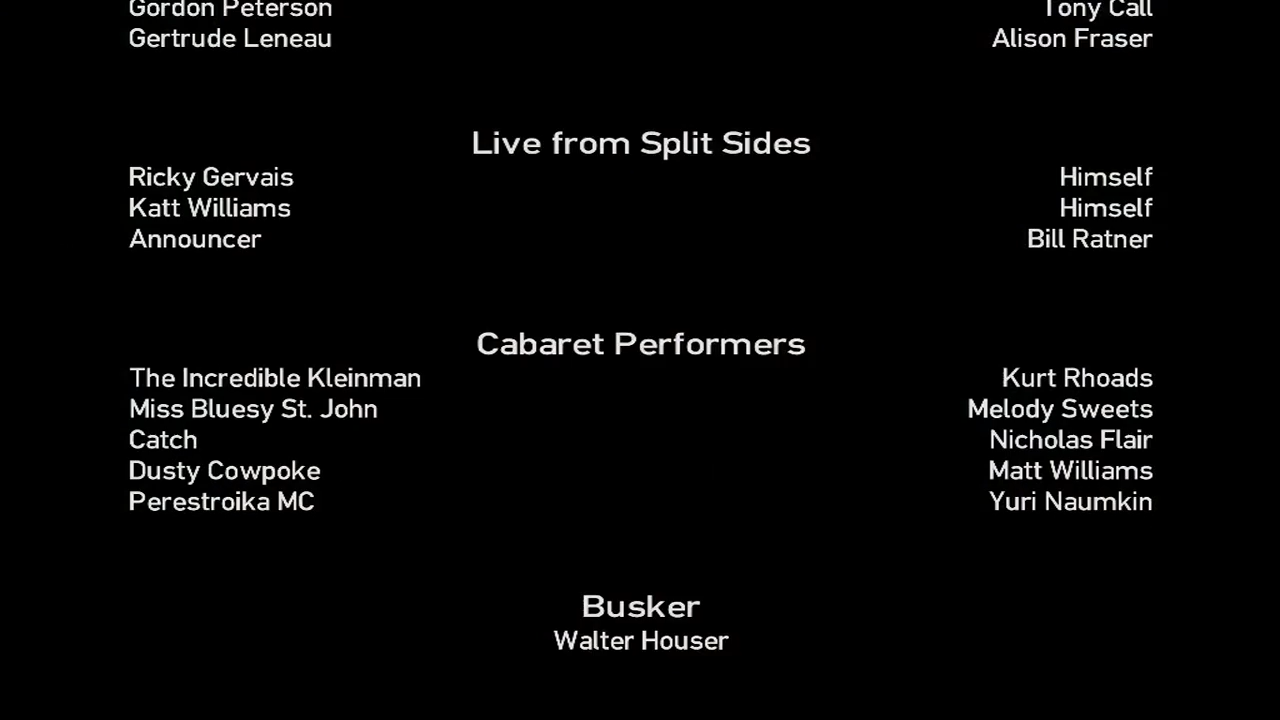 Gordon Peterson Tony Call
Gertrude Leneau Alison Fraser
Live from Split Sides
Ricky Gervais Himself
Katt Williams Himself
Announcer Bill Ratner
Cabaret Performers
The Incredible Kleinman Kurt Rhoads
Miss Bluesy St. John Melody Sweets
Catch Nicholas Flair
Dusty Cowpoke Matt Williams
Perestroika MC Yuri Naumkin
Busker
Walter Houser